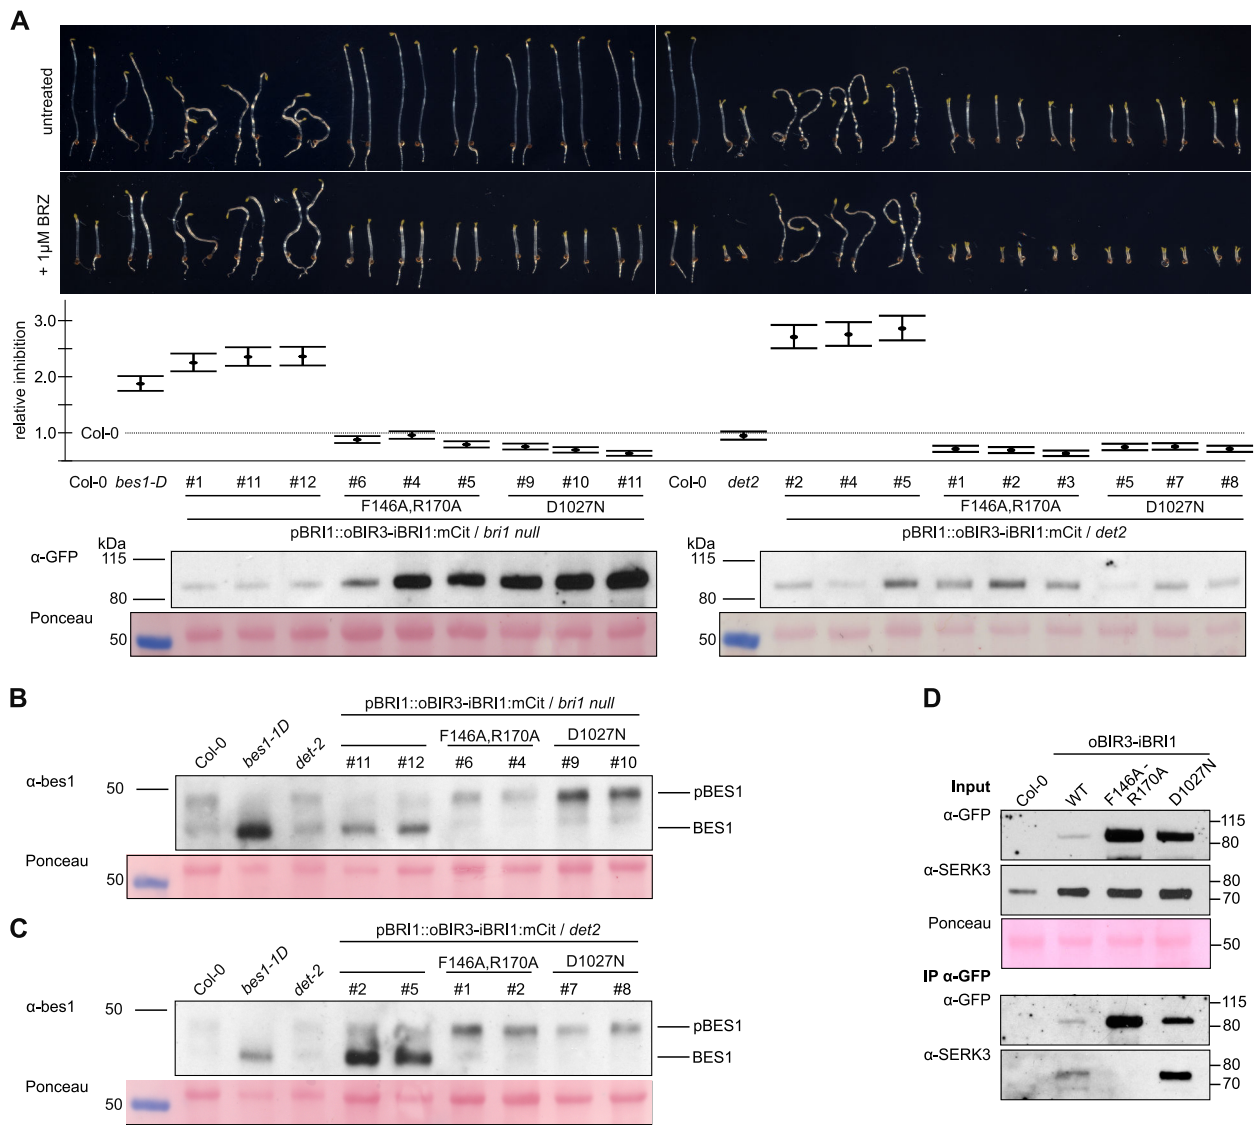 A
untreated
+ 1µM BRZ
relative inhibition
3.0
2.0
1.0
Col-0
Col-0 bes1-D #1 #11 #12 #6 #4 #5 #9 #10 #11 Col-0 det2 #2 #4 #5 #1 #2 #3 #5 #7 #8
F146A,R170A D1027N F146A,R170A D1027N
pBRI1::oBIR3-iBRI1:mCit / bri1 null pBRI1::oBIR3-iBRI1:mCit / det2
kDa kDa
α-GFP 115 115
80 80
Ponceau
50 50
B
pBRI1::oBIR3-iBRI1:mCit / bri1 null
Col-0 bes1-1D det-2 F146A,R170A D1027N
#11 #12 #6 #4 #9 #10
α-bes1 50 pBES1
BES1
Ponceau
50
C
pBRI1::oBIR3-iBRI1:mCit / det2
Col-0 bes1-1D det-2 F146A,R170A D1027N
#2 #5 #1 #2 #7 #8
α-bes1 50
pBES1
BES1
Ponceau
50
D
oBIR3-iBRI1
Input Col-0 WT F146A-R170A D1027N
α-GFP 115
80
α-SERK3 80
70
Ponceau
50
IP α-GFP
α-GFP 115
80
α-SERK3
80
70